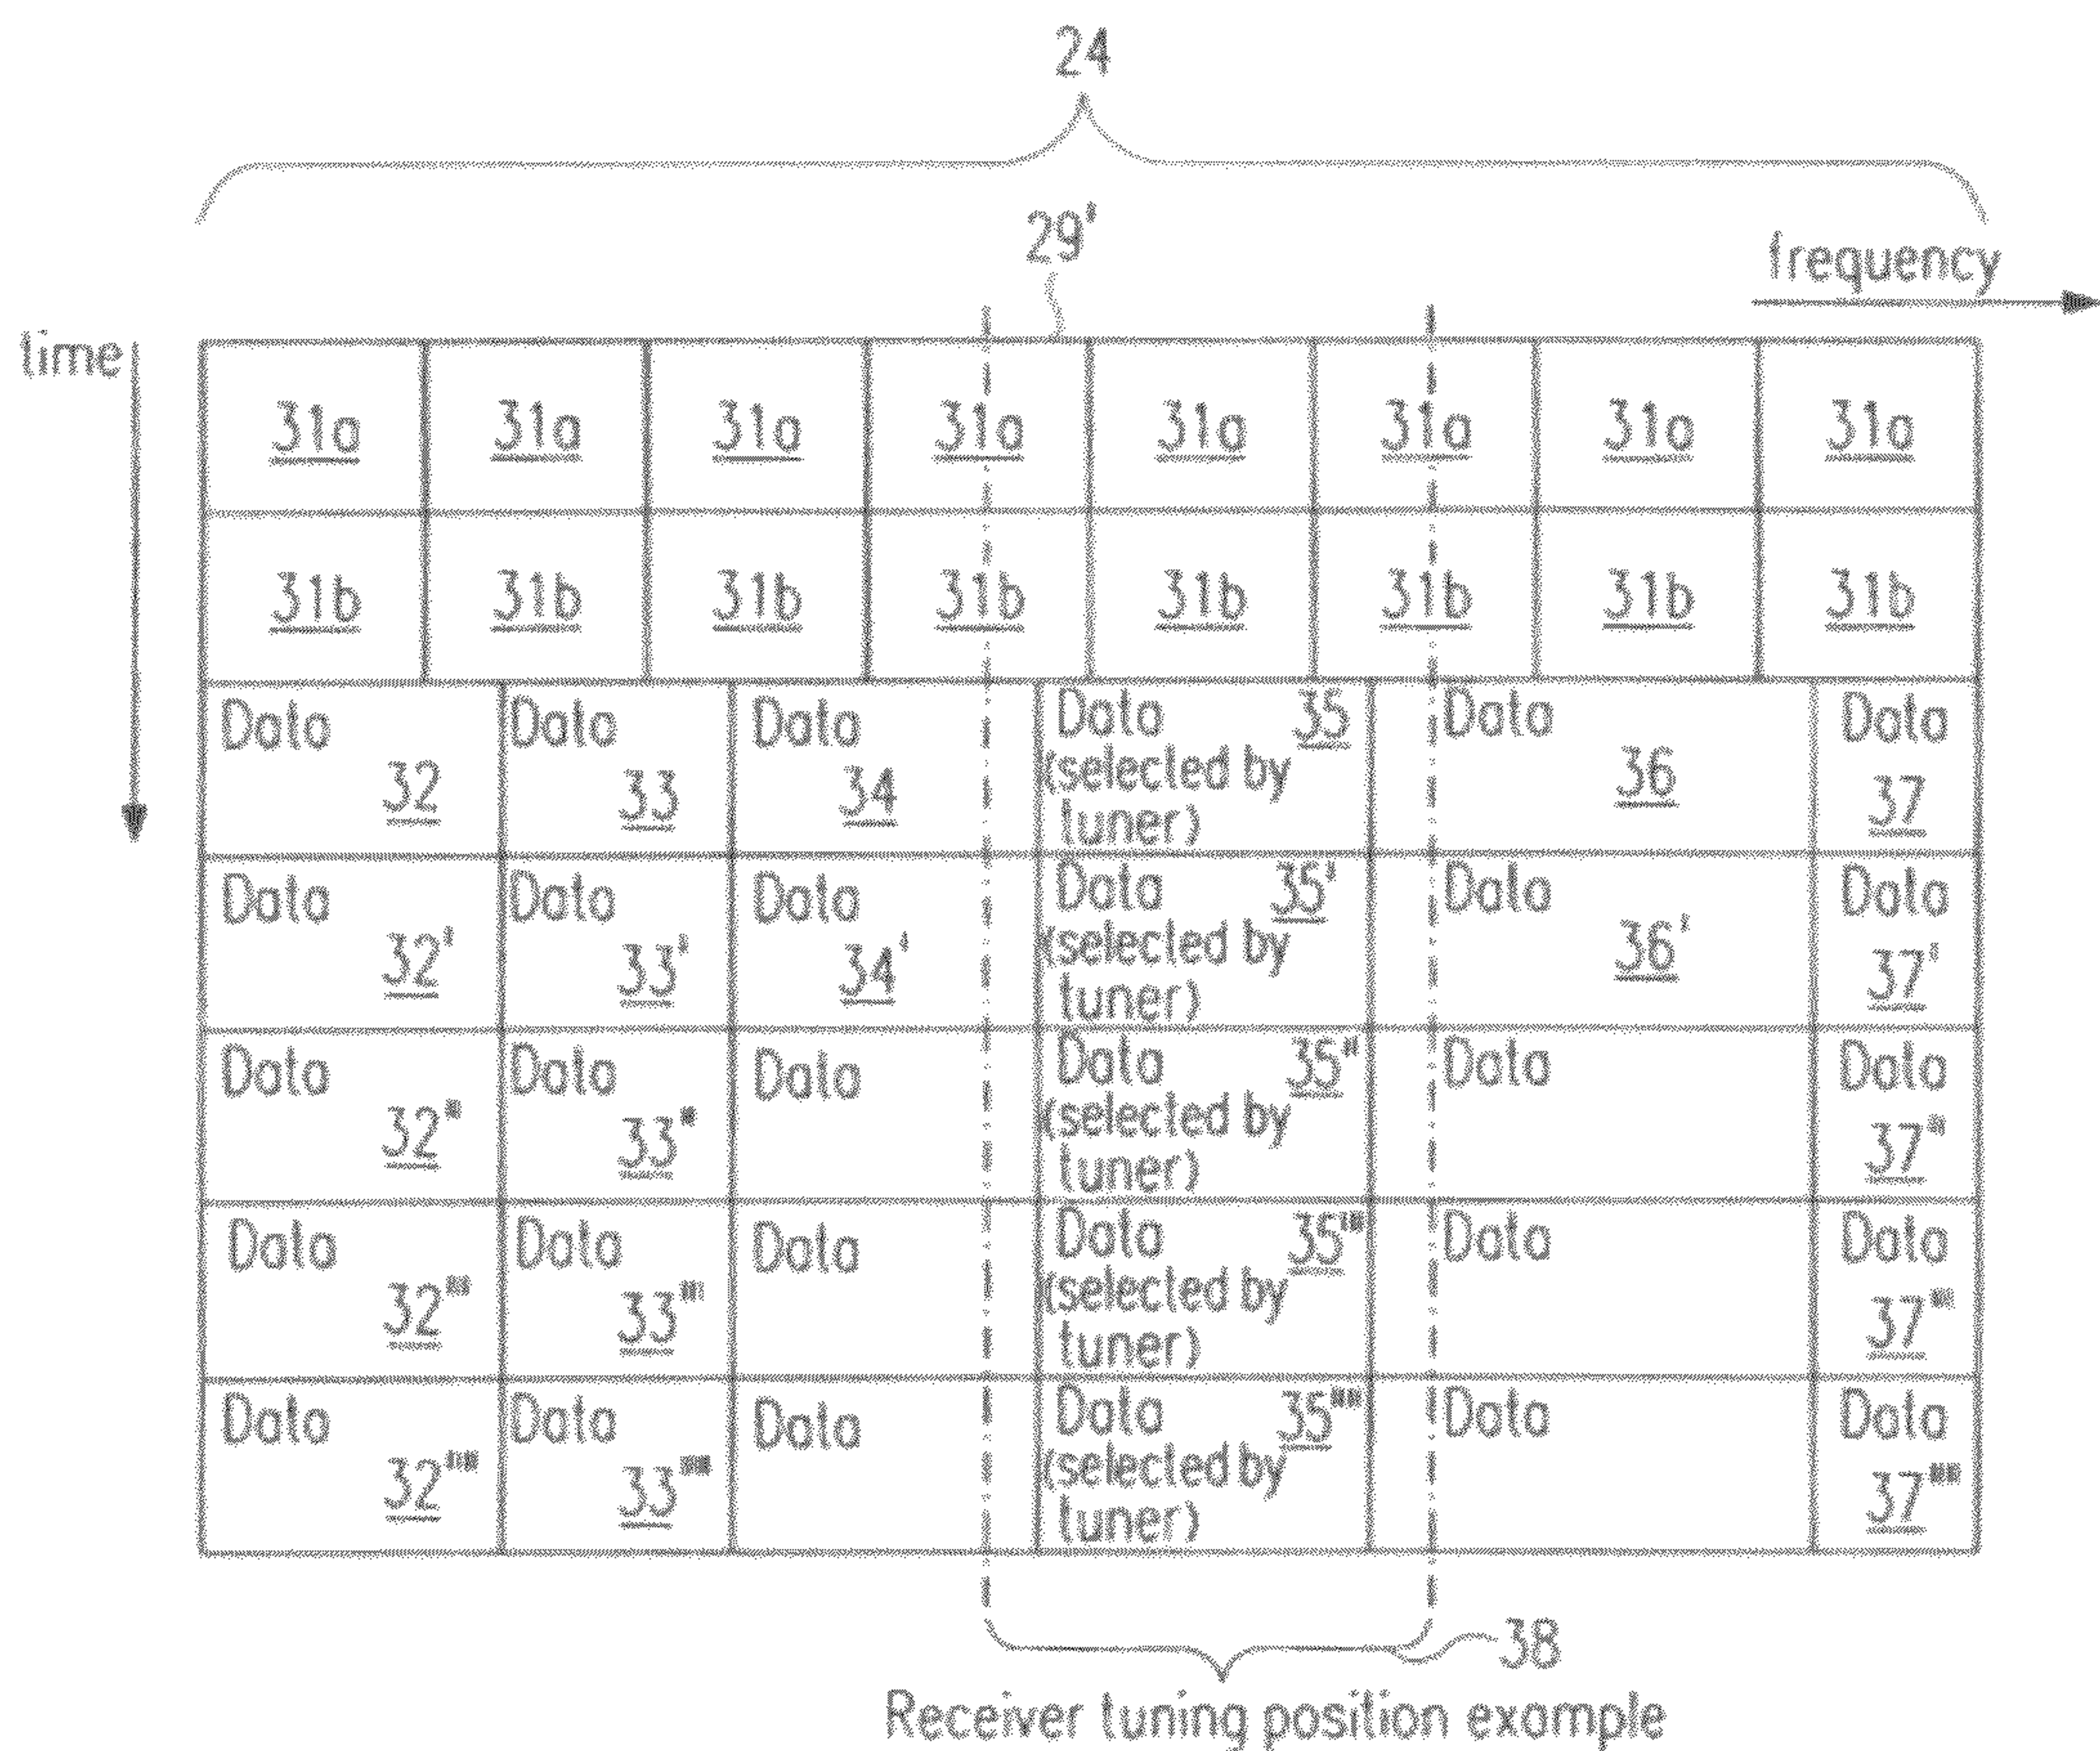 24
29'
frequency
time
31a 31a 31a 31a 31a 31a 31a 31a
31b 31b 31b 31b 31b 31b 31b 31b
Data 32
Data 33
Data 34
Data 35
(selected by
tuner)
Data
36
Data
37
Data 32'
Data 33'
Data 34'
Data 35'
(selected by
tuner)
Data
36'
Data
37'
Data 32"
Data 33"
Data
Data 35"
(selected by
tuner)
Data
Data
37"
Data 32"'
Data 33"'
Data
Data 35"'
(selected by
tuner)
Data
Data
37"'
Data 32""
Data 33""
Data
Data 35""
(selected by
tuner)
Data
Data
37""
38
Receiver tuning position example